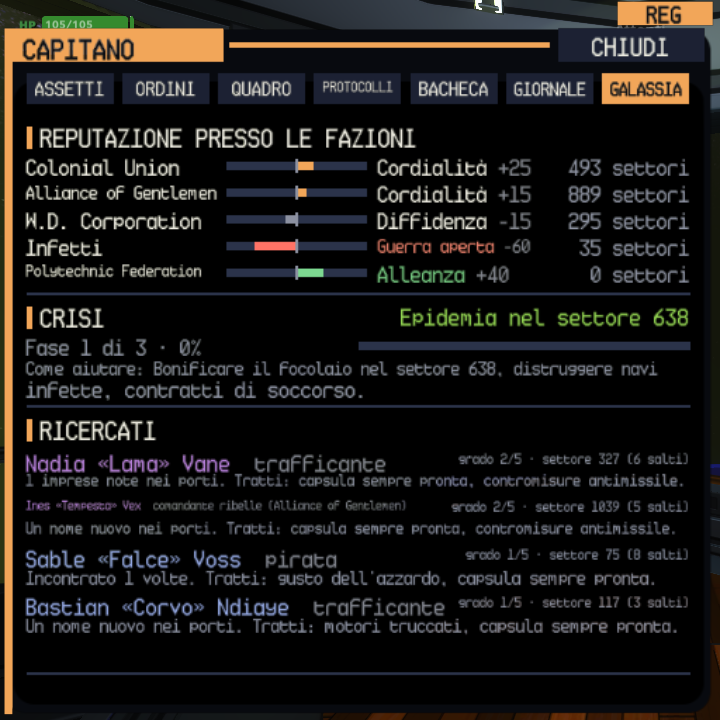 HP 105/105
REG
CAPITANO
CHIUDI
ASSETTI ORDINI QUADRO PROTOCOLLI BACHECA GIORNALE GALASSIA
REPUTAZIONE PRESSO LE FAZIONI
Colonial Union Cordialità +25 493 settori
Alliance of Gentlemen Cordialità +15 889 settori
W.D. Corporation Diffidenza -15 295 settori
Infetti Guerra aperta -60 35 settori
Polytechnic Federation Alleanza +40 0 settori
CRISI Epidemia nel settore 638
Fase 1 di 3 · 0%
Come aiutare: Bonificare il Focolaio nel settore 638, distruggere navi
infette, contratti di soccorso.
RICERCATI
Nadia «Lama» Vane trafficante grado 2/5 · settore 327 (6 salti)
1 imprese note nei porti. Tratti: capsula sempre pronta, contromisure antimissile.
Ines «Tempesta» Vex comandante ribelle (Alliance of Gentlemen) grado 2/5 · settore 1039 (5 salti)
Un nome nuovo nei porti. Tratti: capsula sempre pronta, contromisure antimissile.
Sable «Falce» Voss pirata grado 1/5 · settore 75 (8 salti)
Incontrato 1 volte. Tratti: gusto dell'azzardo, capsula sempre pronta.
Bastian «Corvo» Ndiaye trafficante grado 1/5 · settore 117 (3 salti)
Un nome nuovo nei porti. Tratti: motori truccati, capsula sempre pronta.